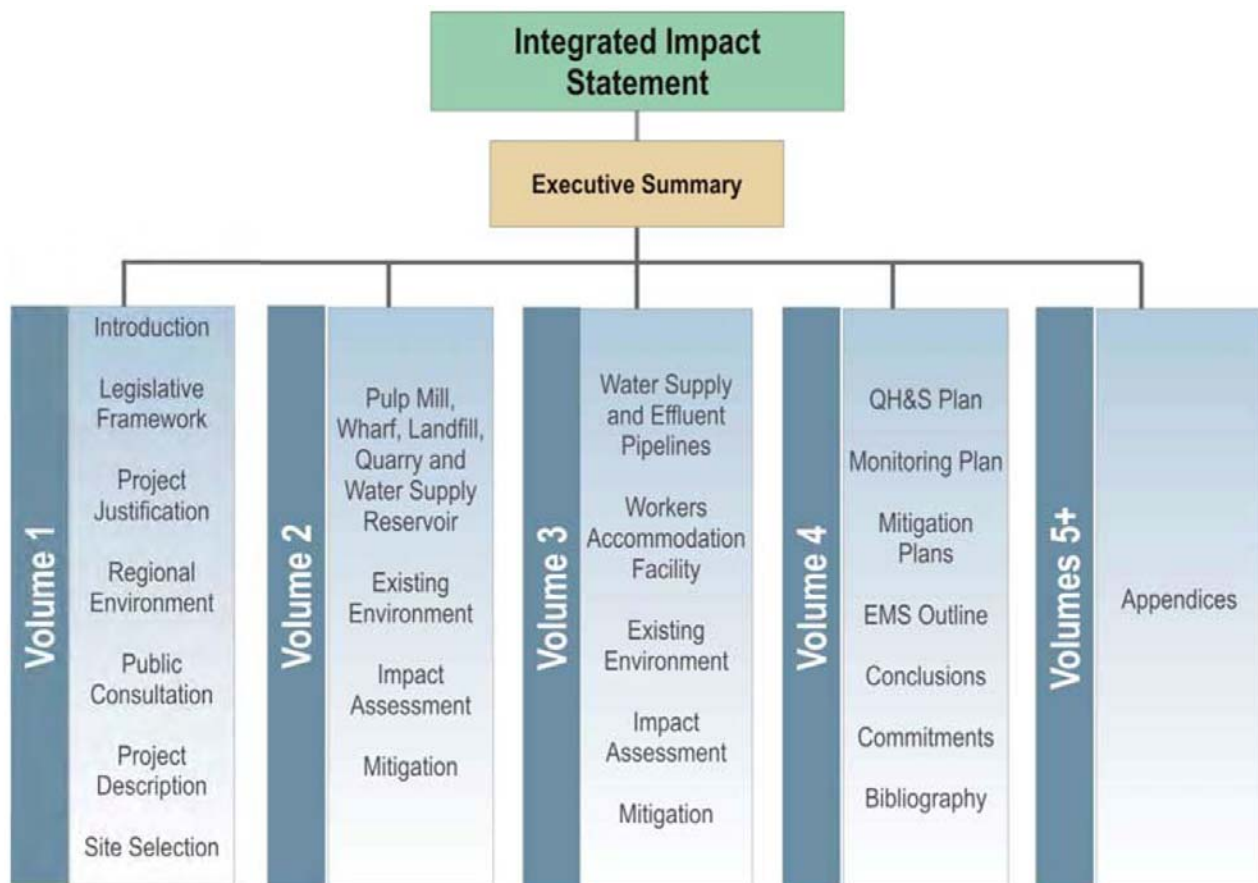 Integrated Impact
Statement
Executive Summary
Volume 1
Introduction
Legislative
Framework
Project
Justification
Regional
Environment
Public
Consultation
Project
Description
Site Selection
Volume 2
Pulp Mill,
Wharf, Landfill,
Quarry and
Water Supply
Reservoir
Existing
Environment
Impact
Assessment
Mitigation
Volume 3
Water Supply
and Effluent
Pipelines
Workers
Accommodation
Facility
Existing
Environment
Impact
Assessment
Mitigation
Volume 4
QH&S Plan
Monitoring Plan
Mitigation
Plans
EMS Outline
Conclusions
Commitments
Bibliography
Volumes 5+
Appendices